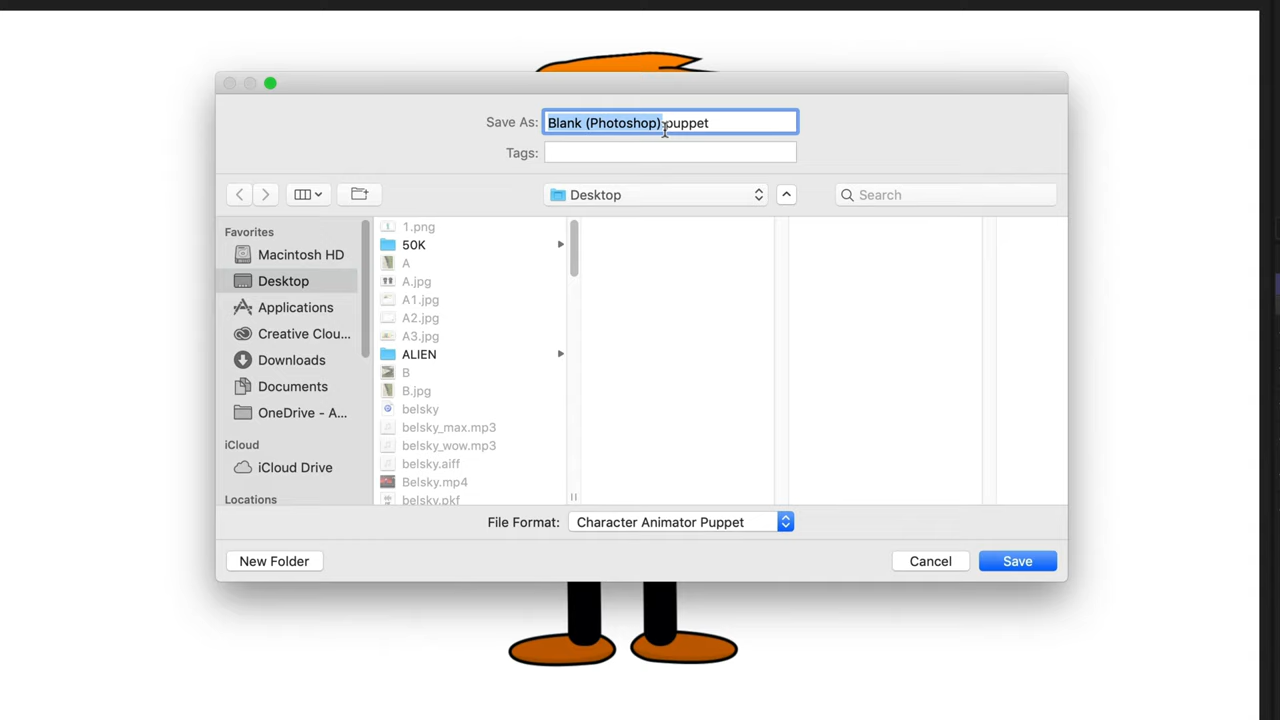 Save As: Blank (Photoshop).puppet
Tags:
Desktop
Search
Favorites
Macintosh HD
Desktop
Applications
Creative Clou...
Downloads
Documents
OneDrive - A...
iCloud
iCloud Drive
Locations
1.png
50K
A
A.jpg
A1.jpg
A2.jpg
A3.jpg
ALIEN
B
B.jpg
belsky
belsky_max.mp3
belsky_wow.mp3
belsky.aiff
Belsky.mp4
belsky.pkf
File Format: Character Animator Puppet
New Folder
Cancel
Save